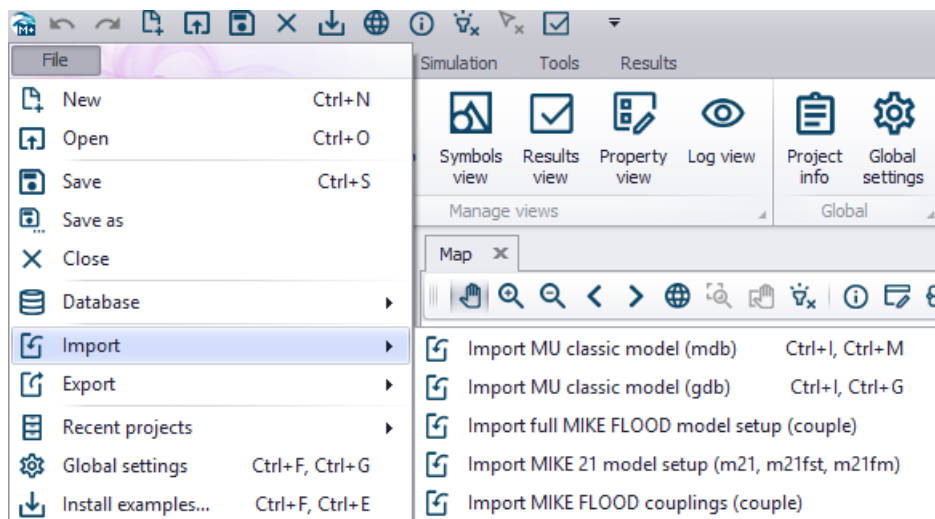 File
Simulation Tools Results
New Ctrl+N
Open Ctrl+O
Save Ctrl+S
Save as
Close
Database
Import
Export
Recent projects
Global settings Ctrl+F, Ctrl+G
Install examples... Ctrl+F, Ctrl+E
Symbols view
Results view
Property view
Log view
Project info
Global settings
Manage views
Global
Map
Import MU classic model (mdb) Ctrl+I, Ctrl+M
Import MU classic model (gdb) Ctrl+I, Ctrl+G
Import full MIKE FLOOD model setup (couple)
Import MIKE 21 model setup (m21, m21fst, m21fm)
Import MIKE FLOOD couplings (couple)